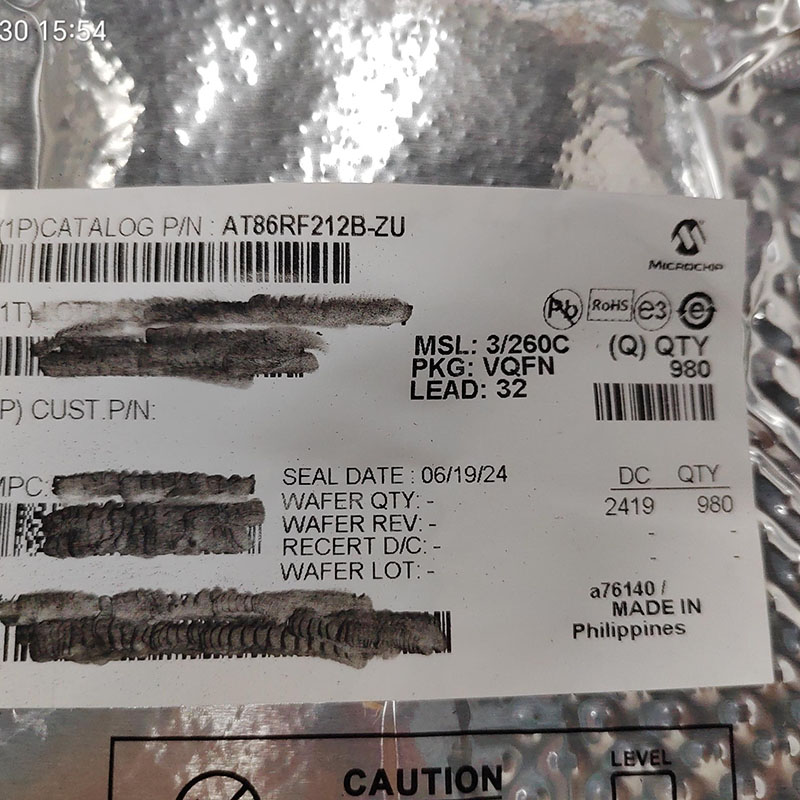 30 15:54
(1P)CATALOG P/N : AT86RF212B-ZU
MICROCHIP
1T)
Pb RoHS e3 e
MSL: 3/260C
PKG: VQFN
LEAD: 32
(Q) QTY
980
P) CUST.P/N:
MPC:
SEAL DATE : 06/19/24
WAFER QTY: -
WAFER REV: -
RECERT D/C: -
WAFER LOT: -
DC QTY
2419 980
- -
- -
a76140 /
MADE IN
Philippines
CAUTION
LEVEL